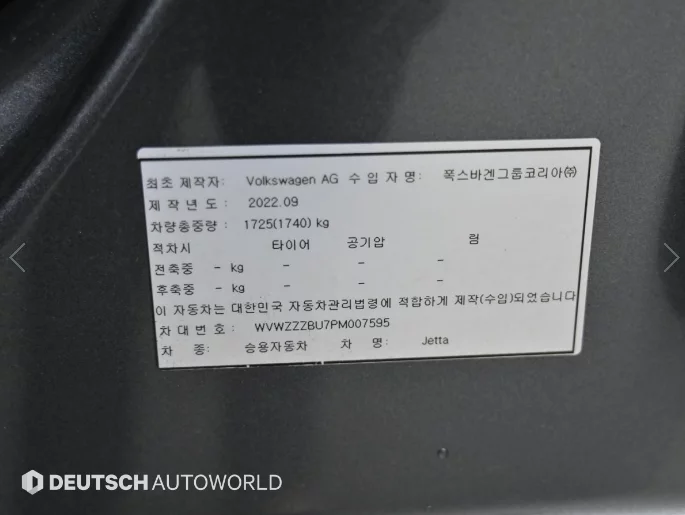 최초 제작자: Volkswagen AG 수 입 자 명: 폭스바겐그룹코리아㈜
제 작 년 도 : 2022.09
차량총중량 : 1725(1740) kg
적차시 타이어 공기압 림
전축중 - kg - - -
후축중 - kg - - -
이 자동차는 대한민국 자동차관리법령에 적합하게 제작(수입)되었습니다
차 대 번 호 : WVWZZZBU7PM007595
차 종: 승용자동차 차 명: Jetta
DEUTSCH AUTOWORLD